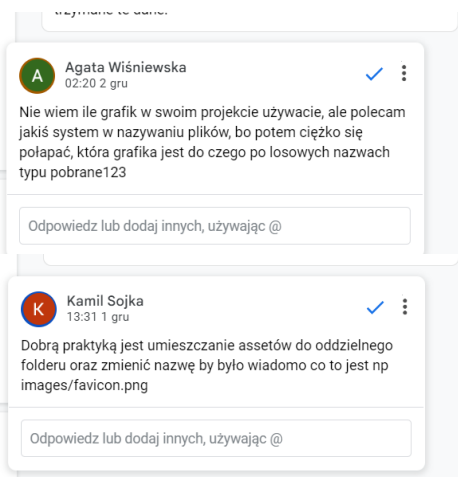 trzymane te dane.
A
Agata Wiśniewska
02:20 2 gru
Nie wiem ile grafik w swoim projekcie używacie, ale polecam
jakiś system w nazywaniu plików, bo potem ciężko się
połapać, która grafika jest do czego po losowych nazwach
typu pobrane123
Odpowiedz lub dodaj innych, używając @
K
Kamil Sojka
13:31 1 gru
Dobrą praktyką jest umieszczanie assetów do oddzielnego
folderu oraz zmienić nazwę by było wiadomo co to jest np
images/favicon.png
Odpowiedz lub dodaj innych, używając @